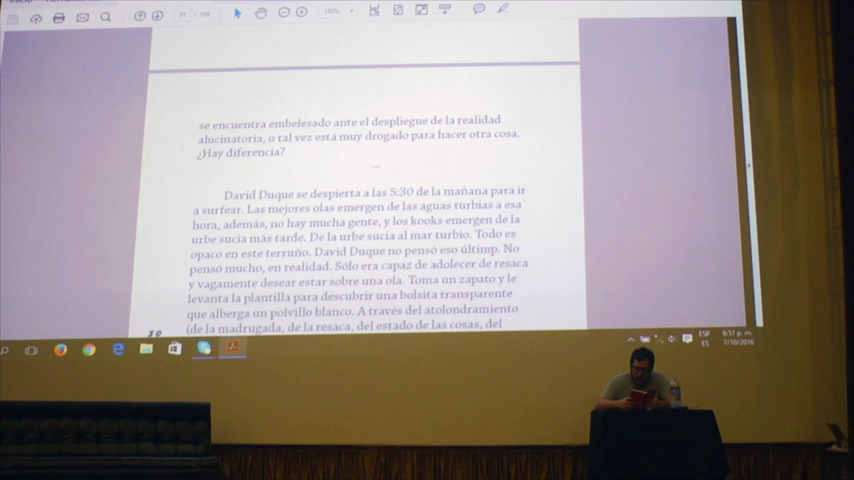 31 / 116
150%
se encuentra embelesado ante el despliegue de la realidad
alucinatoria, o tal vez está muy drogado para hacer otra cosa.
¿Hay diferencia?
...
David Duque se despierta a las 5:30 de la mañana para ir
a surfear. Las mejores olas emergen de las aguas turbias a esa
hora, además, no hay mucha gente, y los kooks emergen de la
urbe sucia más tarde. De la urbe sucia al mar turbio. Todo es
opaco en este terruño. David Duque no pensó eso últimp. No
pensó mucho, en realidad. Sólo era capaz de adolecer de resaca
y vagamente desear estar sobre una ola. Toma un zapato y le
levanta la plantilla para descubrir una bolsita transparente
que alberga un polvillo blanco. A través del atolondramiento
(de la madrugada, de la resaca, del estado de las cosas, del
ESP
ES
6:51 p. m.
7/10/2016